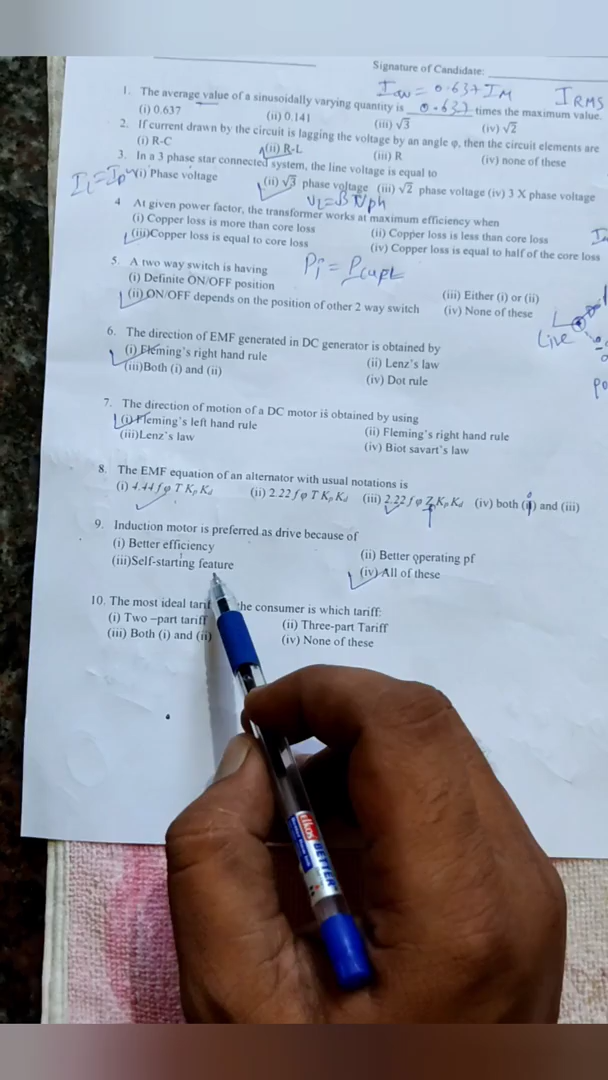 Signature of Candidate:
Iav = 0.637 IM
IRMS
1. The average value of a sinusoidally varying quantity is 0.637 times the maximum value.
(i) 0.637 (ii) 0.141 (iii) √3 (iv) √2
2. If current drawn by the circuit is lagging the voltage by an angle φ, then the circuit elements are
(i) R-C (ii) R-L (iii) R (iv) none of these
3. In a 3 phase star connected system, the line voltage is equal to
IL=IPh (i) Phase voltage (ii) √3 phase voltage (iii) √2 phase voltage (iv) 3 X phase voltage
VL=√3 Vph
4 At given power factor, the transformer works at maximum efficiency when
(i) Copper loss is more than core loss (ii) Copper loss is less than core loss
(iii)Copper loss is equal to core loss (iv) Copper loss is equal to half of the core loss
Pi = Pcu
5. A two way switch is having
(i) Definite ON/OFF position (iii) Either (i) or (ii)
(ii) ON/OFF depends on the position of other 2 way switch (iv) None of these
Live
6. The direction of EMF generated in DC generator is obtained by
(i) Fleming's right hand rule (ii) Lenz's law
(iii)Both (i) and (ii) (iv) Dot rule
7. The direction of motion of a DC motor is obtained by using
(i) Fleming's left hand rule (ii) Fleming's right hand rule
(iii)Lenz's law (iv) Biot savart's law
8. The EMF equation of an alternator with usual notations is
(i) 4.44 f φ T Kp Kd (ii) 2.22 f φ T Kp Kd (iii) 2.22 f φ Z Kp Kd (iv) both (i) and (iii)
9. Induction motor is preferred as drive because of
(i) Better efficiency (ii) Better operating pf
(iii)Self-starting feature (iv) All of these
10. The most ideal the consumer is which tariff:
(i) Two –part tariff (ii) Three-part Tariff
(iii) Both (i) and (ii) (iv) None of these
elkos BETTER